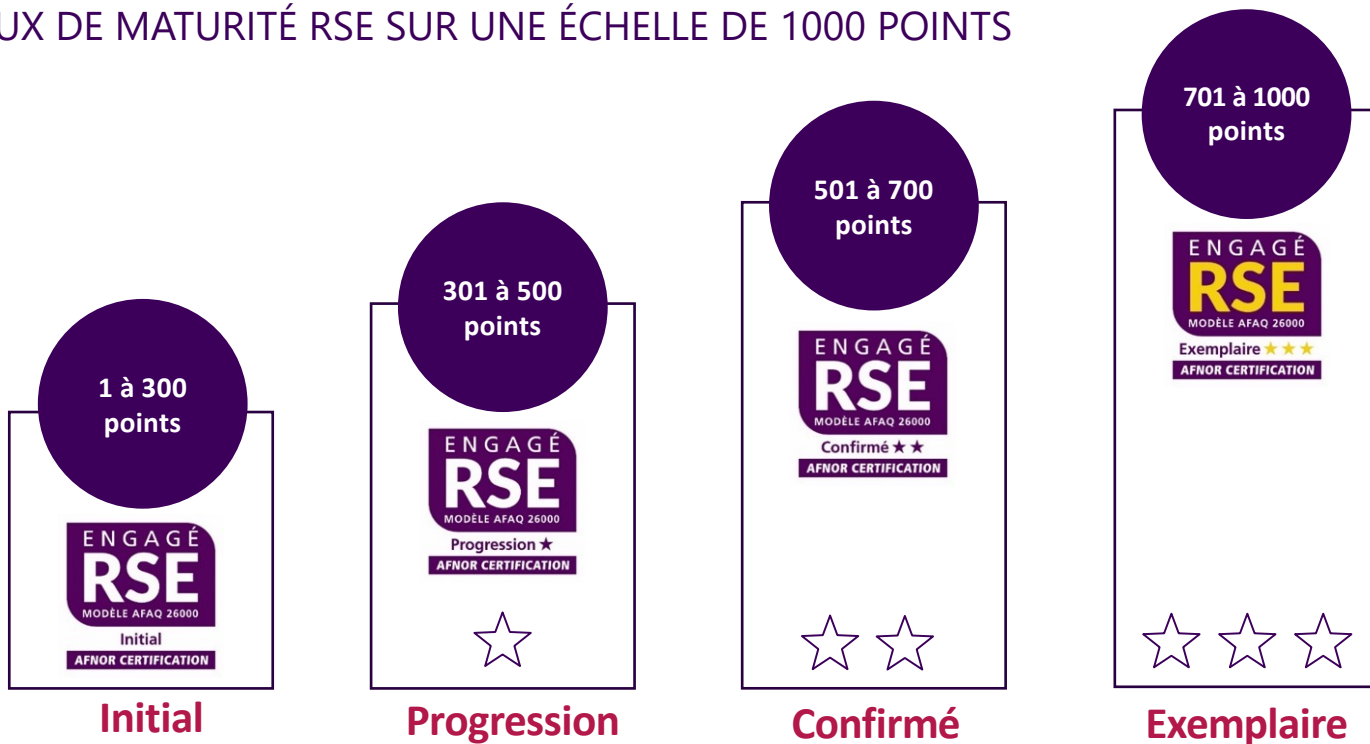 UX DE MATURITÉ RSE SUR UNE ÉCHELLE DE 1000 POINTS
1 à 300
points
ENGAGÉ
RSE
MODÈLE AFAQ 26000
Initial
AFNOR CERTIFICATION
Initial
301 à 500
points
ENGAGÉ
RSE
MODÈLE AFAQ 26000
Progression ★
AFNOR CERTIFICATION
Progression
501 à 700
points
ENGAGÉ
RSE
MODÈLE AFAQ 26000
Confirmé ★ ★
AFNOR CERTIFICATION
Confirmé
701 à 1000
points
ENGAGÉ
RSE
MODÈLE AFAQ 26000
Exemplaire ★ ★ ★
AFNOR CERTIFICATION
Exemplaire